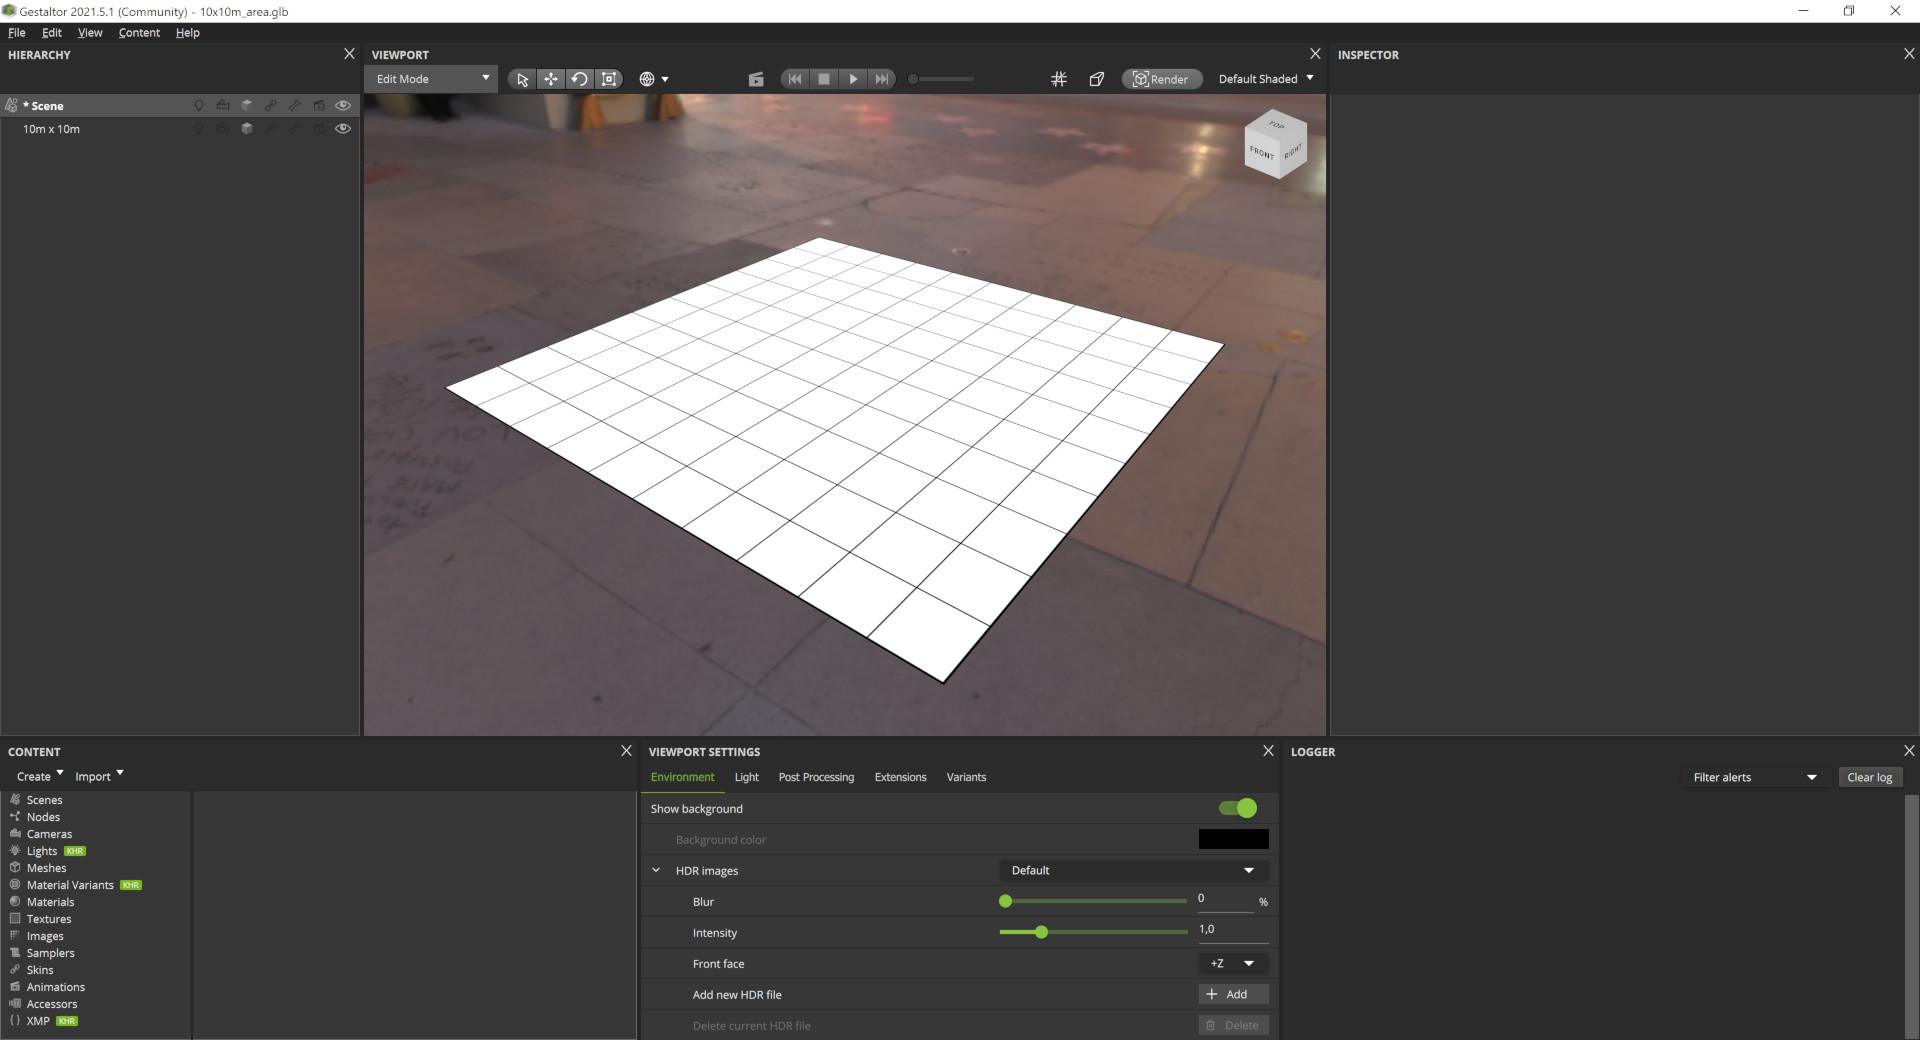 Gestaltor 2021.5.1 (Community) - 10x10m_area.glb
File Edit View Content Help
HIERARCHY
* Scene
10m x 10m
VIEWPORT
Edit Mode
Render
Default Shaded
TOP
FRONT
RIGHT
INSPECTOR
CONTENT
Create
Import
Scenes
Nodes
Cameras
Lights KHR
Meshes
Material Variants KHR
Materials
Textures
Images
Samplers
Skins
Animations
Accessors
XMP KHR
VIEWPORT SETTINGS
Environment Light Post Processing Extensions Variants
Show background
Background color
HDR images Default
Blur 0 %
Intensity 1,0
Front face +Z
Add new HDR file + Add
Delete current HDR file Delete
LOGGER
Filter alerts
Clear log